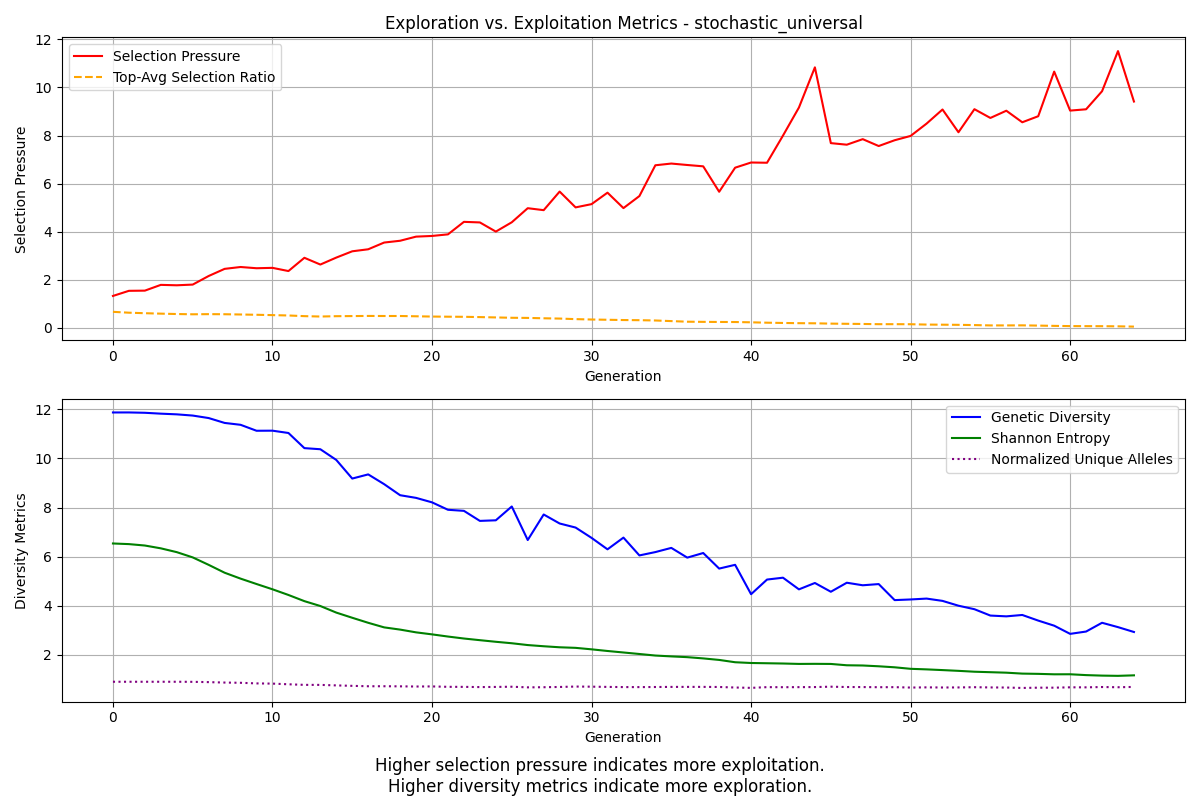 Exploration vs. Exploitation Metrics - stochastic_universal
12
10
8
6
4
2
0
Selection Pressure
Selection Pressure
Top-Avg Selection Ratio
0 10 20 30 40 50 60
Generation
12
10
8
6
4
2
Diversity Metrics
Genetic Diversity
Shannon Entropy
Normalized Unique Alleles
0 10 20 30 40 50 60
Generation
Higher selection pressure indicates more exploitation.
Higher diversity metrics indicate more exploration.